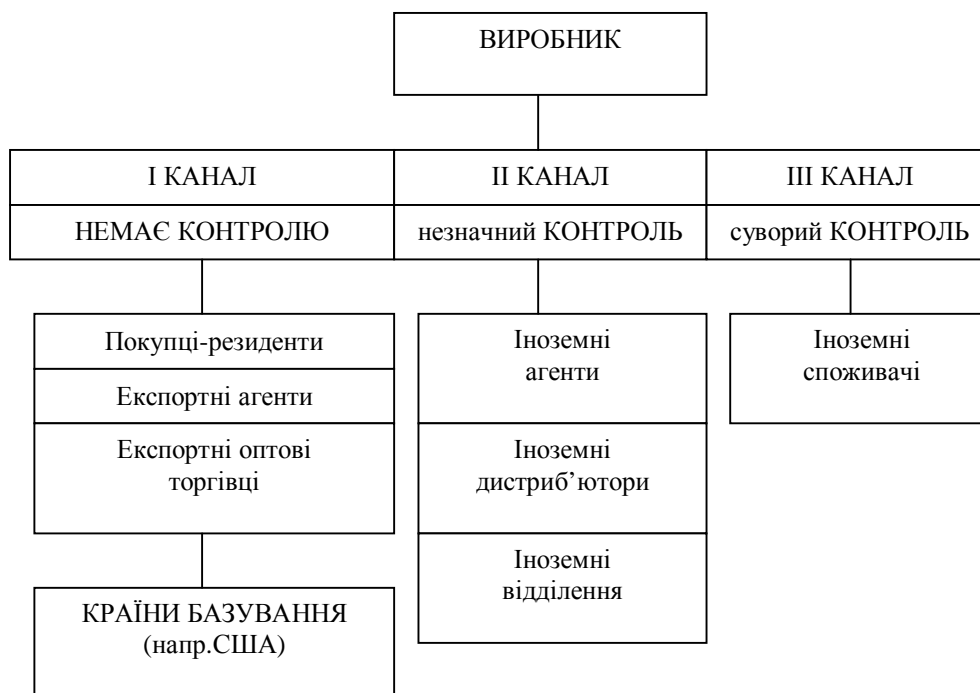 ВИРОБНИК
І КАНАЛ
ІІ КАНАЛ
ІІІ КАНАЛ
НЕМАЄ КОНТРОЛЮ
незначний КОНТРОЛЬ
суворий КОНТРОЛЬ
Покупці-резиденти
Експортні агенти
Експортні оптові
торгівці
КРАЇНИ БАЗУВАННЯ
(напр.США)
Іноземні
агенти
Іноземні
дистриб’ютори
Іноземні
відділення
Іноземні
споживачі